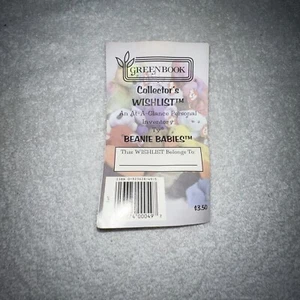 GREENBOOK
Collector's
WISHLIST™
An At-A-Glance Personal
Inventory
BEANIE BABIES™
This WISHLIST Belongs To:
$3.50